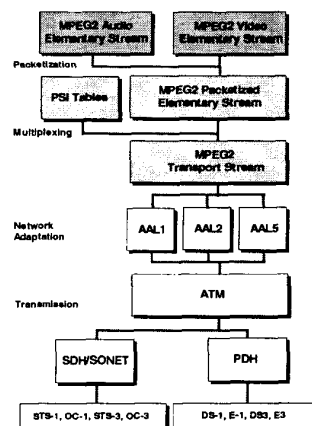 MPEG2 Audio
Elementary Stream
MPEG2 Video
Elementary Stream
Packetization
PSI Tables
MPEG2 Packetized
Elementary Stream
Multiplexing
MPEG2
Transport Stream
Network
Adaptation
AAL1
AAL2
AAL5
ATM
Transmission
SDH/SONET
PDH
STS-1, OC-1, STS-3, OC-3
DS-1, E-1, DS3, E3